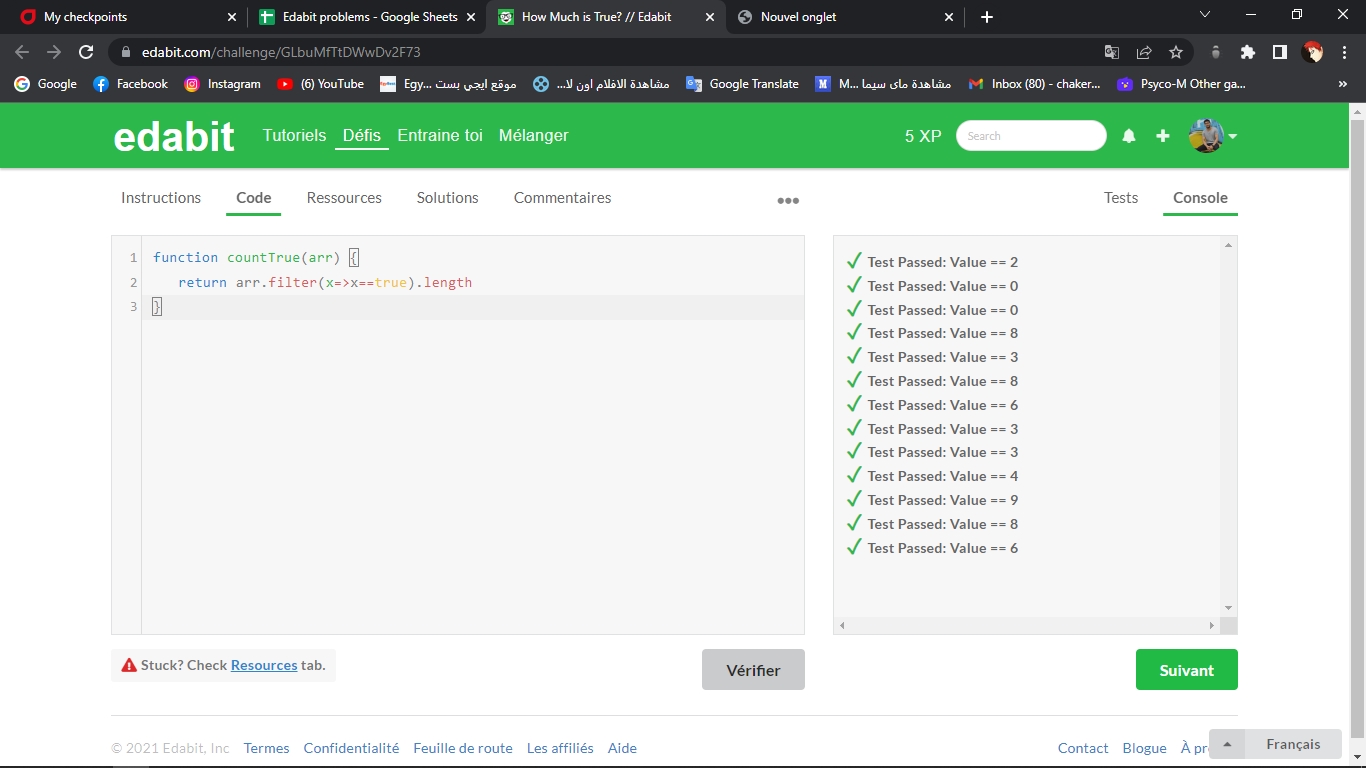 My checkpoints
Edabit problems - Google Sheets
How Much is True? // Edabit
Nouvel onglet
edabit.com/challenge/GLbuMfTtDWwDv2F73
Google
Facebook
Instagram
(6) YouTube
Egy... موقع ايجي بست
مشاهدة الافلام اون لا...
Google Translate
M... مشاهدة ماى سيما
Inbox (80) - chaker...
Psyco-M Other ga...
»
edabit
Tutoriels
Défis
Entraine toi
Mélanger
5 XP
Search
Instructions
Code
Ressources
Solutions
Commentaires
Tests
Console
1 function countTrue(arr) {
2 return arr.filter(x=>x==true).length
3 }
Test Passed: Value == 2
Test Passed: Value == 0
Test Passed: Value == 0
Test Passed: Value == 8
Test Passed: Value == 3
Test Passed: Value == 8
Test Passed: Value == 6
Test Passed: Value == 3
Test Passed: Value == 3
Test Passed: Value == 4
Test Passed: Value == 9
Test Passed: Value == 8
Test Passed: Value == 6
Stuck? Check Resources tab.
Vérifier
Suivant
© 2021 Edabit, Inc
Termes
Confidentialité
Feuille de route
Les affiliés
Aide
Contact
Blogue
À pr
Français